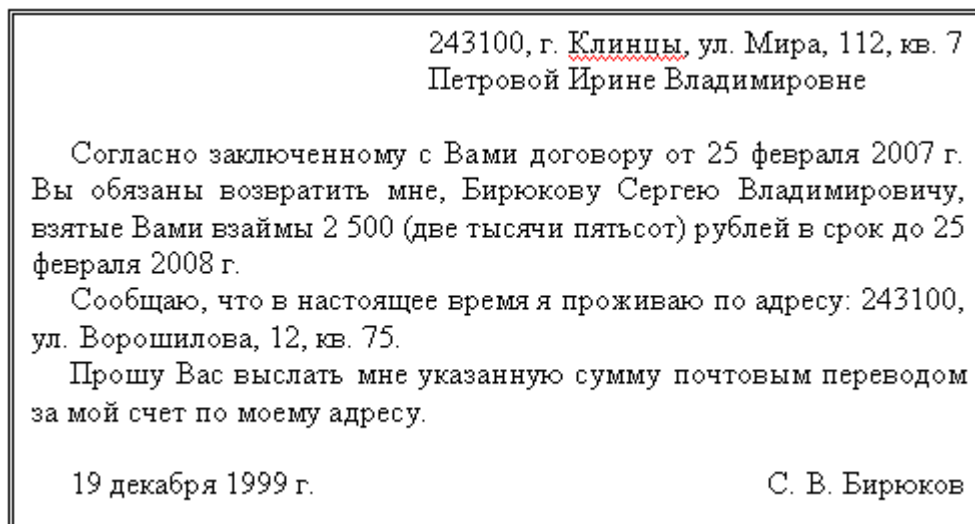 243100, г. Клинцы, ул. Мира, 112, кв. 7
Петровой Ирине Владимировне
Согласно заключенному с Вами договору от 25 февраля 2007 г.
Вы обязаны возвратить мне, Бирюкову Сергею Владимировичу,
взятые Вами взаймы 2 500 (две тысячи пятьсот) рублей в срок до 25
февраля 2008 г.
Сообщаю, что в настоящее время я проживаю по адресу: 243100,
ул. Ворошилова, 12, кв. 75.
Прошу Вас выслать мне указанную сумму почтовым переводом
за мой счет по моему адресу.
19 декабря 1999 г. С. В. Бирюков